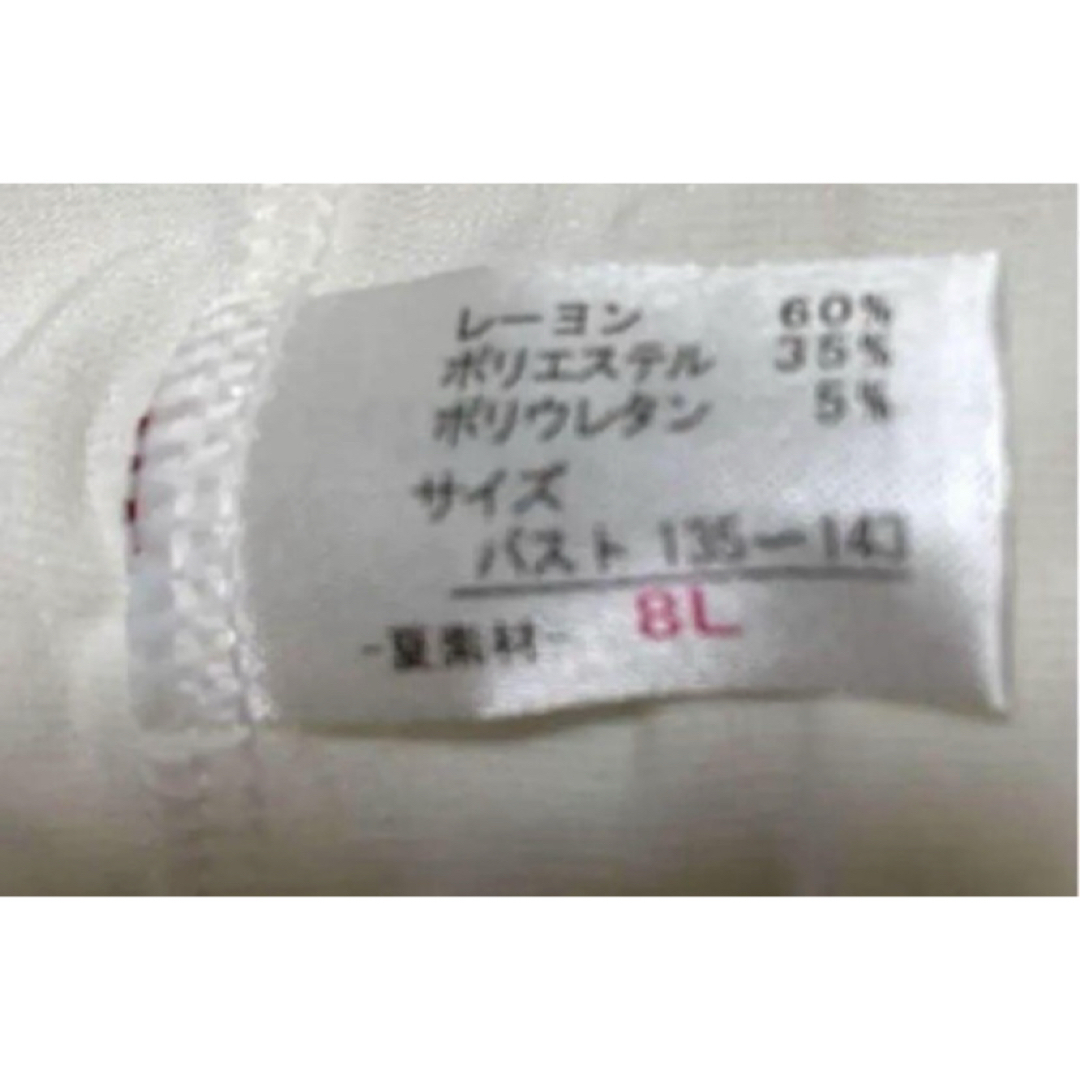 レーヨン 60%
ポリエステル 35%
ポリウレタン 5%
サイズ
バスト 135ー143
8L
-夏素材-